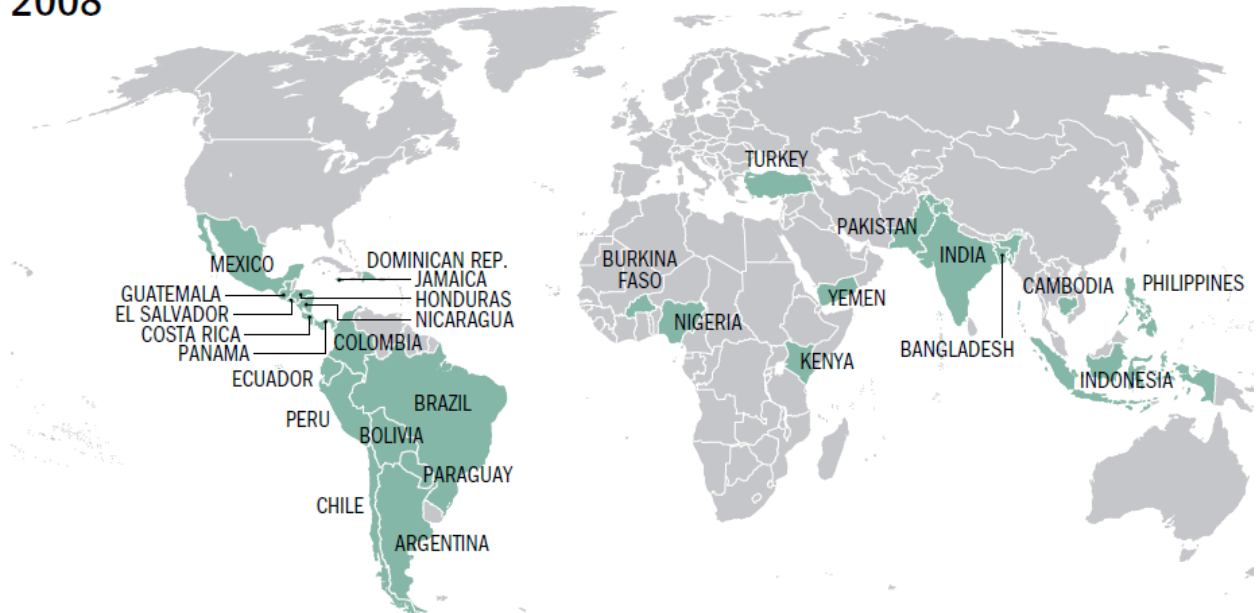 2008
TURKEY
PAKISTAN
BURKINA
FASO
INDIA
DOMINICAN REP.
MEXICO
JAMAICA
CAMBODIA
PHILIPPINES
GUATEMALA
HONDURAS
YEMEN
EL SALVADOR
NICARAGUA
NIGERIA
COSTA RICA
COLOMBIA
PANAMA
BANGLADESH
KENYA
ECUADOR
INDONESIA
BRAZIL
PERU
BOLIVIA
PARAGUAY
CHILE
ARGENTINA